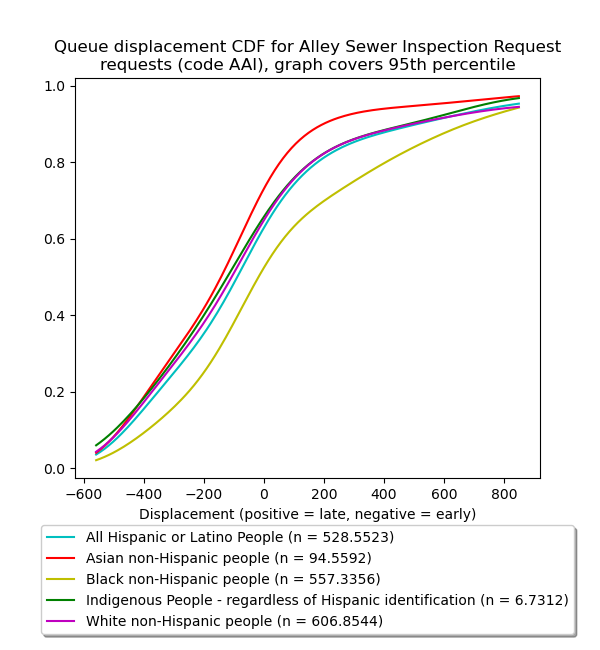 Queue displacement CDF for Alley Sewer Inspection Request
requests (code AAI), graph covers 95th percentile
1.0
0.8
0.6
0.4
0.2
0.0
−600 −400 −200 0 200 400 600 800
Displacement (positive = late, negative = early)
All Hispanic or Latino People (n = 528.5523)
Asian non-Hispanic people (n = 94.5592)
Black non-Hispanic people (n = 557.3356)
Indigenous People - regardless of Hispanic identification (n = 6.7312)
White non-Hispanic people (n = 606.8544)